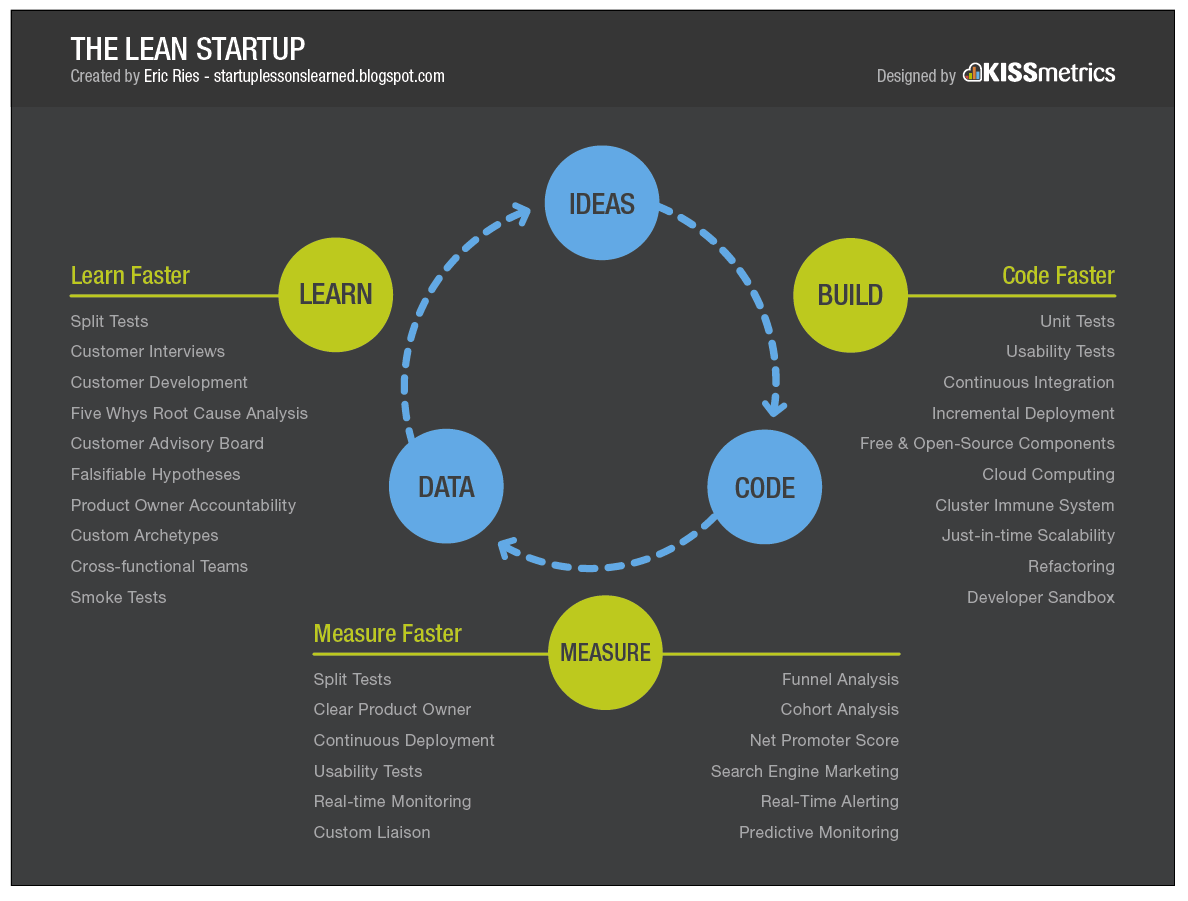 THE LEAN STARTUP
Created by Eric Ries - startuplessonslearned.blogspot.com
Designed by KISSmetrics
IDEAS
LEARN
BUILD
DATA
CODE
MEASURE
Learn Faster
Split Tests
Customer Interviews
Customer Development
Five Whys Root Cause Analysis
Customer Advisory Board
Falsifiable Hypotheses
Product Owner Accountability
Custom Archetypes
Cross-functional Teams
Smoke Tests
Code Faster
Unit Tests
Usability Tests
Continuous Integration
Incremental Deployment
Free & Open-Source Components
Cloud Computing
Cluster Immune System
Just-in-time Scalability
Refactoring
Developer Sandbox
Measure Faster
Split Tests
Clear Product Owner
Continuous Deployment
Usability Tests
Real-time Monitoring
Custom Liaison
Funnel Analysis
Cohort Analysis
Net Promoter Score
Search Engine Marketing
Real-Time Alerting
Predictive Monitoring